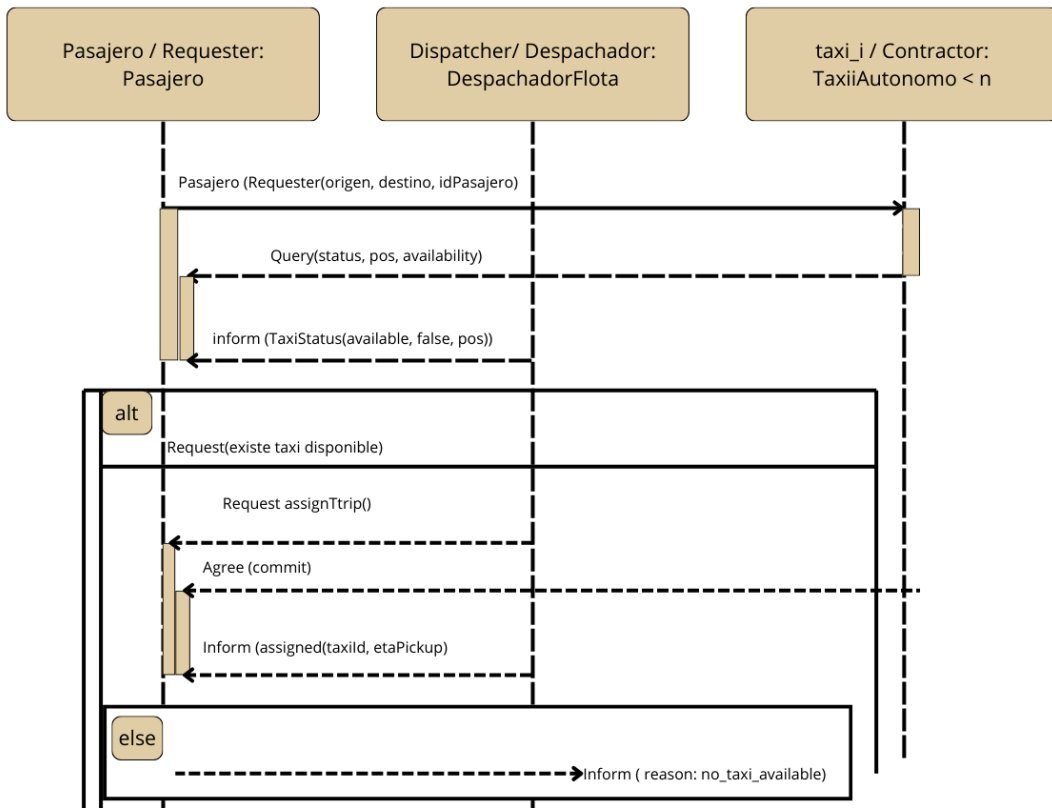 Pasajero / Requester:
Pasajero
Dispatcher/ Despachador:
DespachadorFlota
taxi_i / Contractor:
TaxiiAutonomo < n
Pasajero (Requester(origen, destino, idPasajero)
Query(status, pos, availability)
inform (TaxiStatus(available, false, pos))
alt
Request(existe taxi disponible)
Request assignTtrip()
Agree (commit)
Inform (assigned(taxiId, etaPickup)
else
Inform ( reason: no_taxi_available)